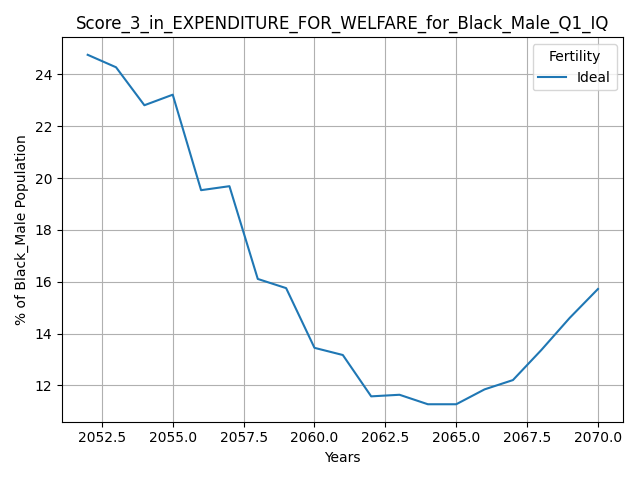 Score_3_in_EXPENDITURE_FOR_WELFARE_for_Black_Male_Q1_IQ
Fertility
Ideal
% of Black_Male Population
24
22
20
18
16
14
12
2052.5 2055.0 2057.5 2060.0 2062.5 2065.0 2067.5 2070.0
Years